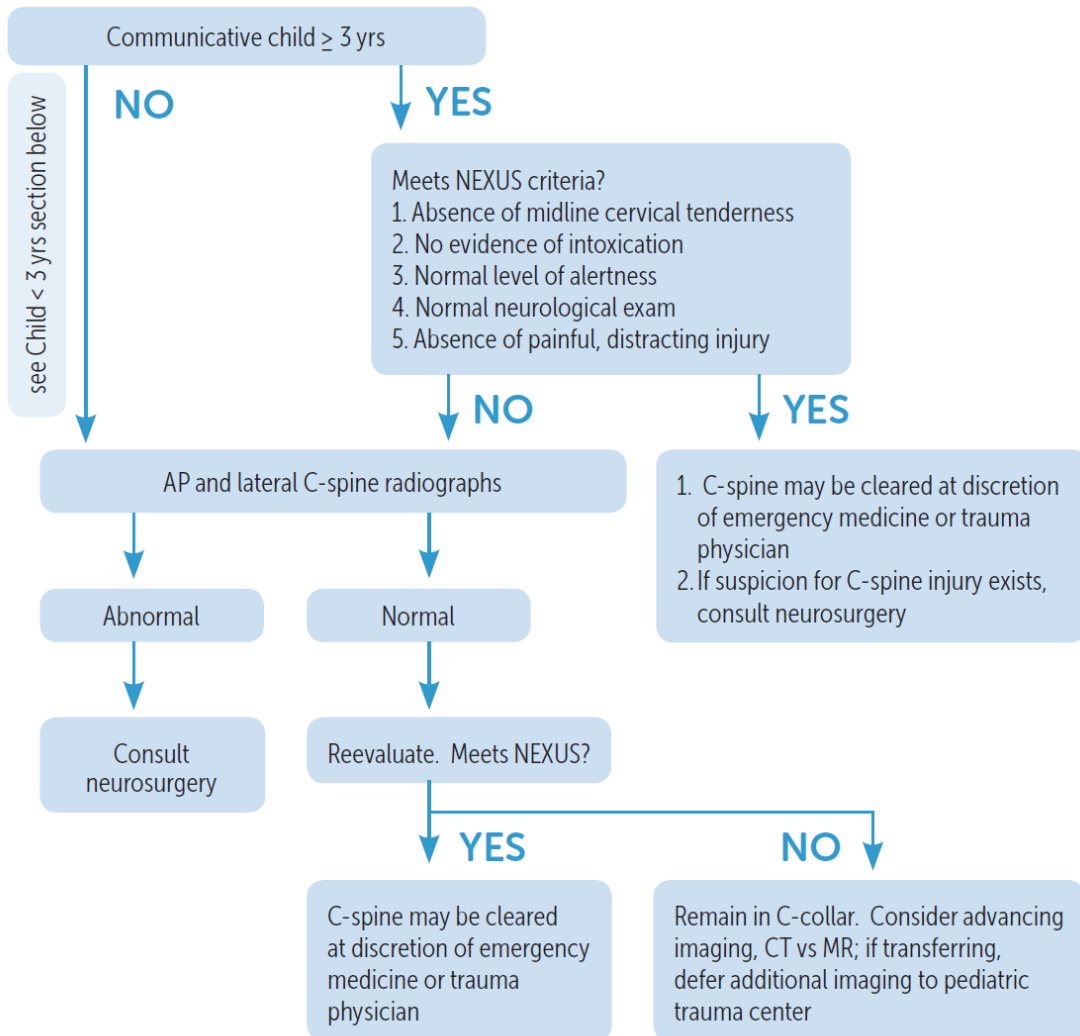 Communicative child ≥ 3 yrs
see Child < 3 yrs section below
NO
YES
Meets NEXUS criteria?
1. Absence of midline cervical tenderness
2. No evidence of intoxication
3. Normal level of alertness
4. Normal neurological exam
5. Absence of painful, distracting injury
NO
YES
AP and lateral C-spine radiographs
1. C-spine may be cleared at discretion
of emergency medicine or trauma
physician
2. If suspicion for C-spine injury exists,
consult neurosurgery
Abnormal
Normal
Consult
neurosurgery
Reevaluate. Meets NEXUS?
YES
NO
C-spine may be cleared
at discretion of emergency
medicine or trauma
physician
Remain in C-collar. Consider advancing
imaging, CT vs MR; if transferring,
defer additional imaging to pediatric
trauma center